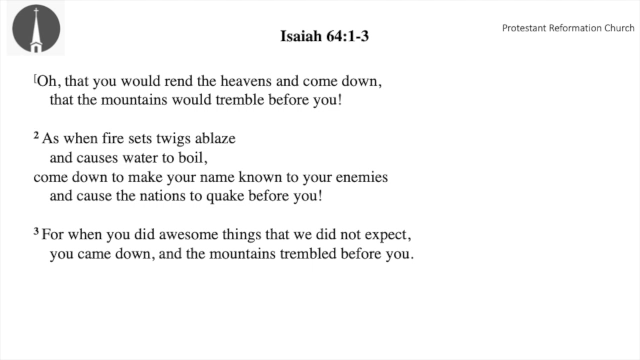 Isaiah 64:1-3
Protestant Reformation Church
[Oh, that you would rend the heavens and come down,
that the mountains would tremble before you!
2 As when fire sets twigs ablaze
and causes water to boil,
come down to make your name known to your enemies
and cause the nations to quake before you!
3 For when you did awesome things that we did not expect,
you came down, and the mountains trembled before you.